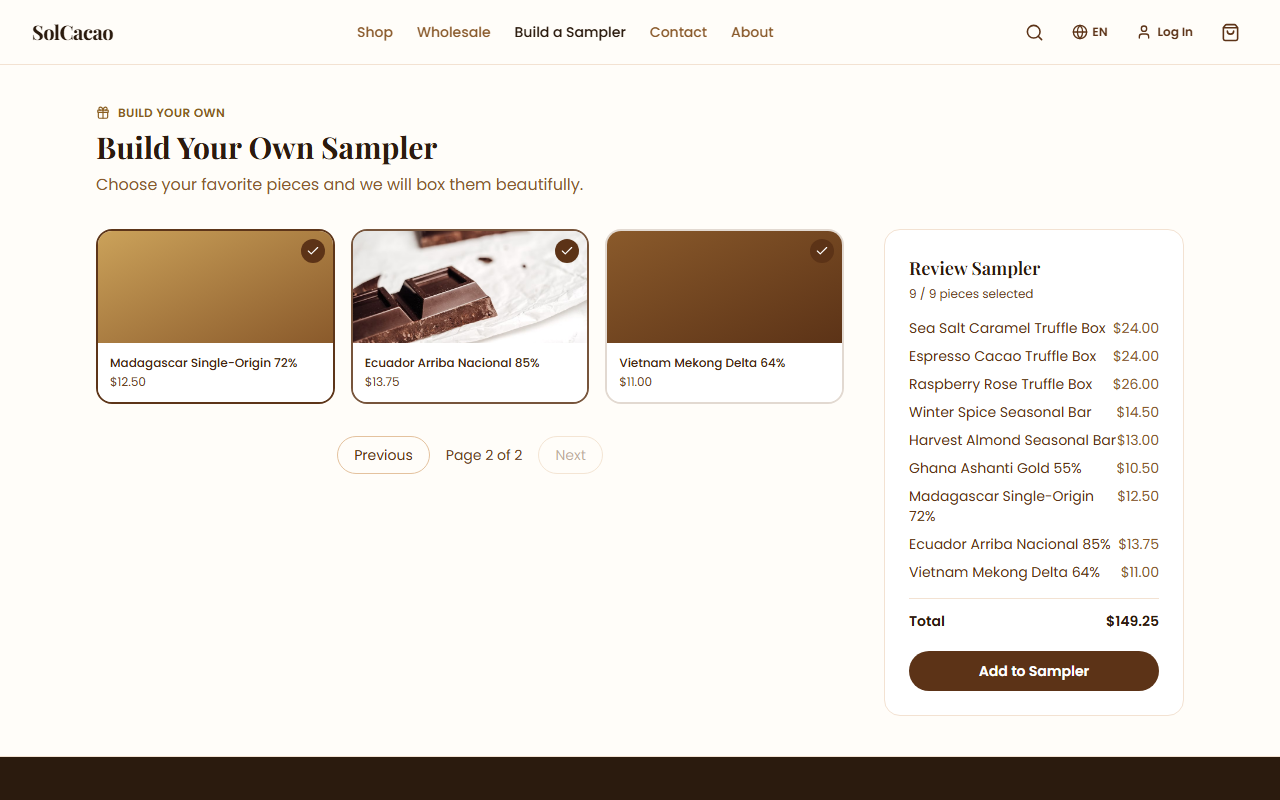 SolCacao
Shop
Wholesale
Build a Sampler
Contact
About
EN
Log In
BUILD YOUR OWN
Build Your Own Sampler
Choose your favorite pieces and we will box them beautifully.
Madagascar Single-Origin 72%
$12.50
Ecuador Arriba Nacional 85%
$13.75
Vietnam Mekong Delta 64%
$11.00
Previous
Page 2 of 2
Next
Review Sampler
9 / 9 pieces selected
Sea Salt Caramel Truffle Box $24.00
Espresso Cacao Truffle Box $24.00
Raspberry Rose Truffle Box $26.00
Winter Spice Seasonal Bar $14.50
Harvest Almond Seasonal Bar $13.00
Ghana Ashanti Gold 55% $10.50
Madagascar Single-Origin $12.50
72%
Ecuador Arriba Nacional 85% $13.75
Vietnam Mekong Delta 64% $11.00
Total $149.25
Add to Sampler